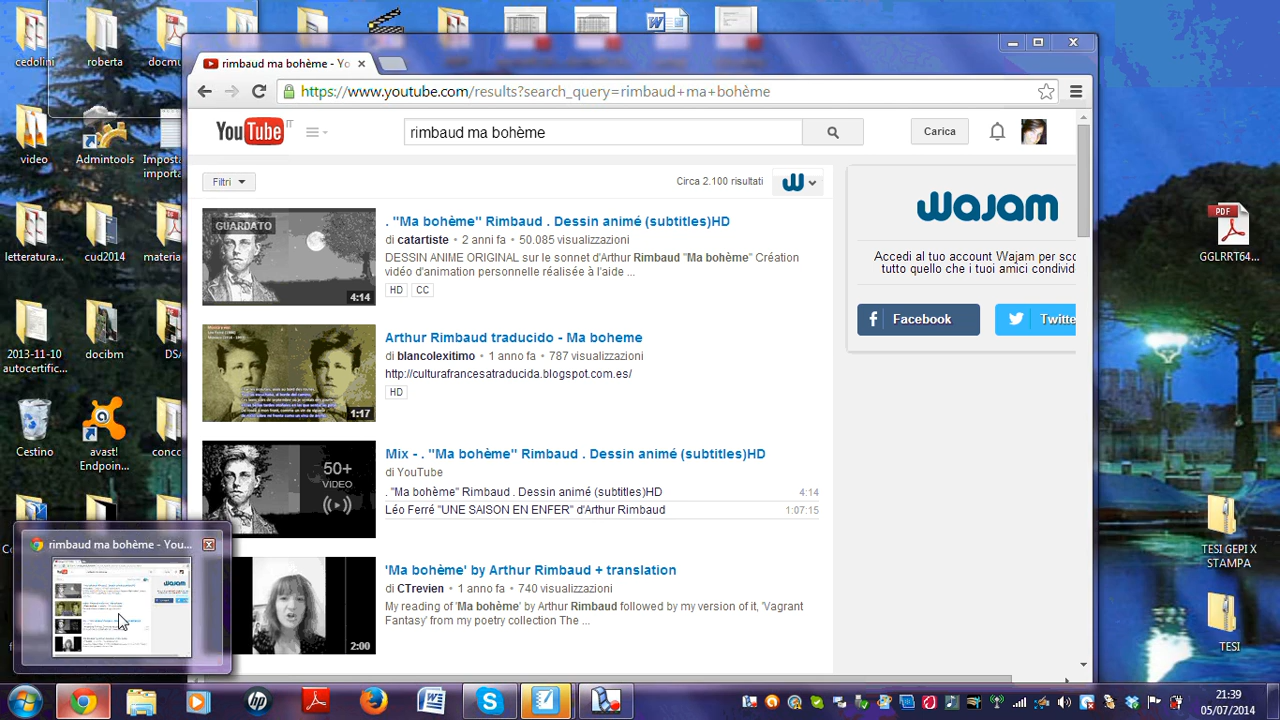 cedolini
roberta
docmu
video
Admintools
Imposta
importa
letteratura...
cud2014
materia
2013-11-10
autocertific...
docibm
DSA
Cestino
avast!
Endpoin...
conco
rimbaud ma bohème - Yo
https://www.youtube.com/results?search_query=rimbaud+ma+bohème
YouTube IT
rimbaud ma bohème
Carica
Filtri
Circa 2.100 risultati
GUARDATO
4:14
. "Ma bohème" Rimbaud . Dessin animé (subtitles)HD
di catartiste • 2 anni fa • 50.085 visualizzazioni
DESSIN ANIME ORIGINAL sur le sonnet d'Arthur Rimbaud "Ma bohème" Création
vidéo d'animation personnelle réalisée à l'aide ...
HD CC
1:17
Arthur Rimbaud traducido - Ma boheme
di blancolexitimo • 1 anno fa • 787 visualizzazioni
http://culturafrancesatraducida.blogspot.com.es/
HD
50+
VIDEO
Mix - . "Ma bohème" Rimbaud . Dessin animé (subtitles)HD
di YouTube
. "Ma bohème" Rimbaud . Dessin animé (subtitles)HD 4:14
Léo Ferré "UNE SAISON EN ENFER" d'Arthur Rimbaud 1:07:15
2:00
'Ma bohème' by Arthur Rimbaud + translation
di CTrevien • 1 anno fa • 740 visualizzazioni
My reading of 'Ma bohème' by Arthur Rimbaud followed by my version of it, 'Vagrant
Fantasy' from my poetry collection The ...
wajam
Accedi al tuo account Wajam per sco
tutto quello che i tuoi amici condivid
Facebook
Twitte
PDF
GGLRRT64...
TESI GEPI X
STAMPA
TESI
rimbaud ma bohème - You...
hp
21:39
05/07/2014